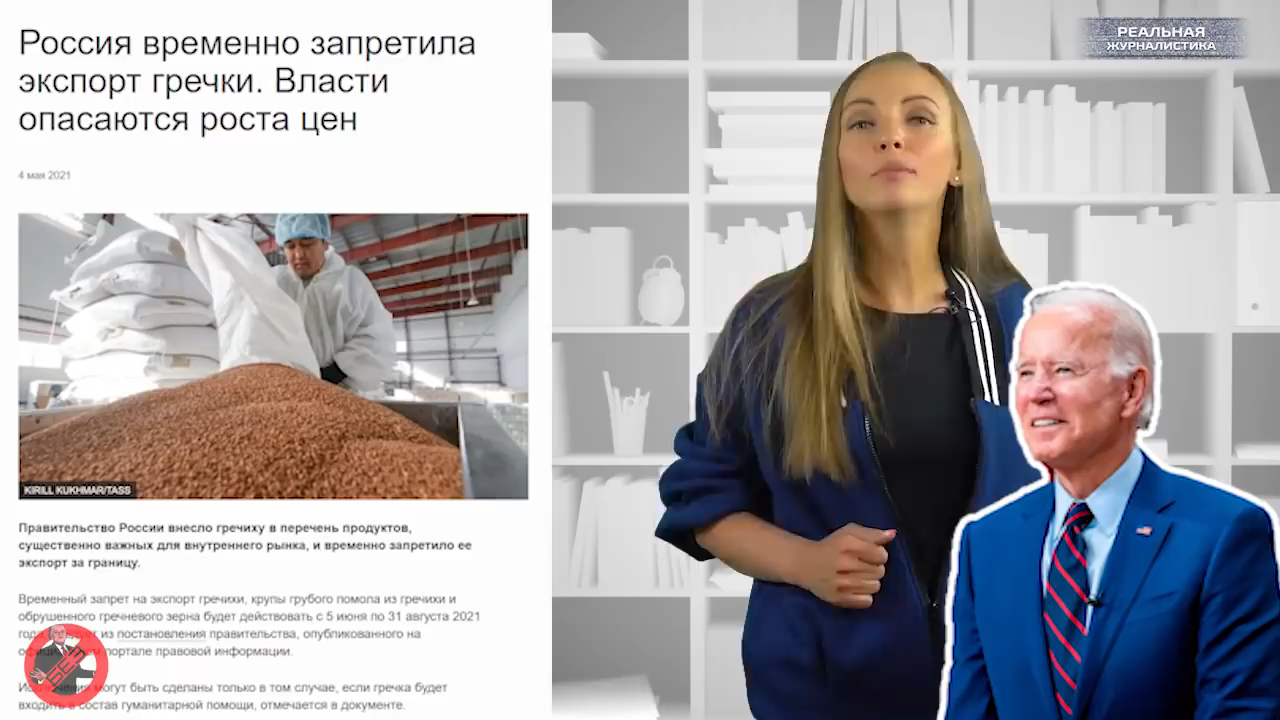 Россия временно запретила
экспорт гречки. Власти
опасаются роста цен
4 мая 2021
KIRILL KUKHMAR/TASS
Правительство России внесло гречиху в перечень продуктов,
существенно важных для внутреннего рынка, и временно запретило ее
экспорт за границу.
Временный запрет на экспорт гречихи, крупы грубого помола из гречихи и
обрушенного гречневого зерна будет действовать с 5 июня по 31 августа 2021
года, из постановления правительства, опубликованного на
портале правовой информации.
могут быть сделаны только в том случае, если гречка будет
входить в состав гуманитарной помощи, отмечается в документе.
РЕАЛЬНАЯ
ЖУРНАЛИСТИКА